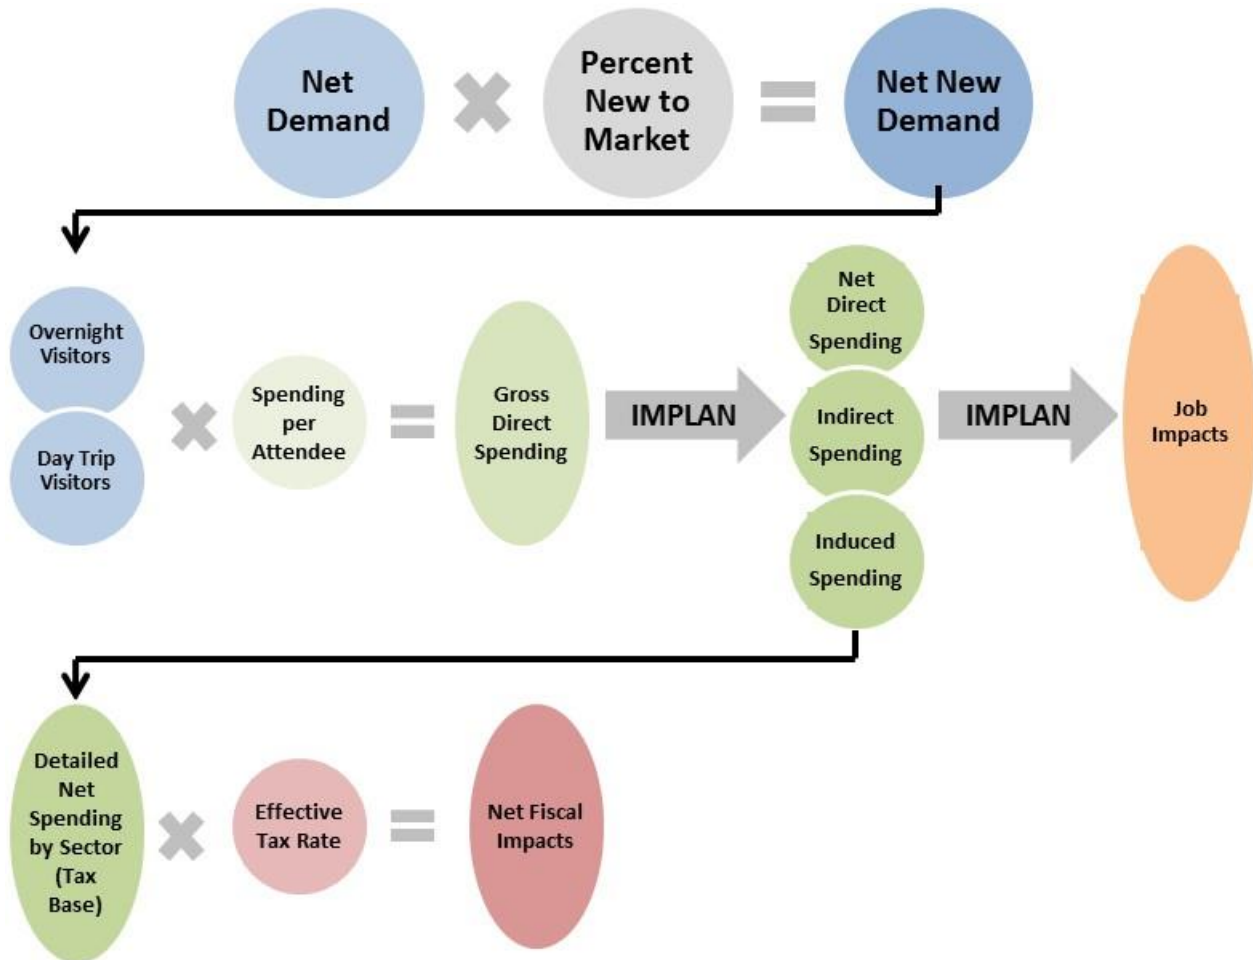 Net
Demand
Percent
New to
Market
Net New
Demand
Overnight
Visitors
Day Trip
Visitors
Spending
per
Attendee
Gross
Direct
Spending
IMPLAN
Net
Direct
Spending
Indirect
Spending
Induced
Spending
IMPLAN
Job
Impacts
Detailed
Net
Spending
by Sector
(Tax
Base)
Effective
Tax Rate
Net Fiscal
Impacts